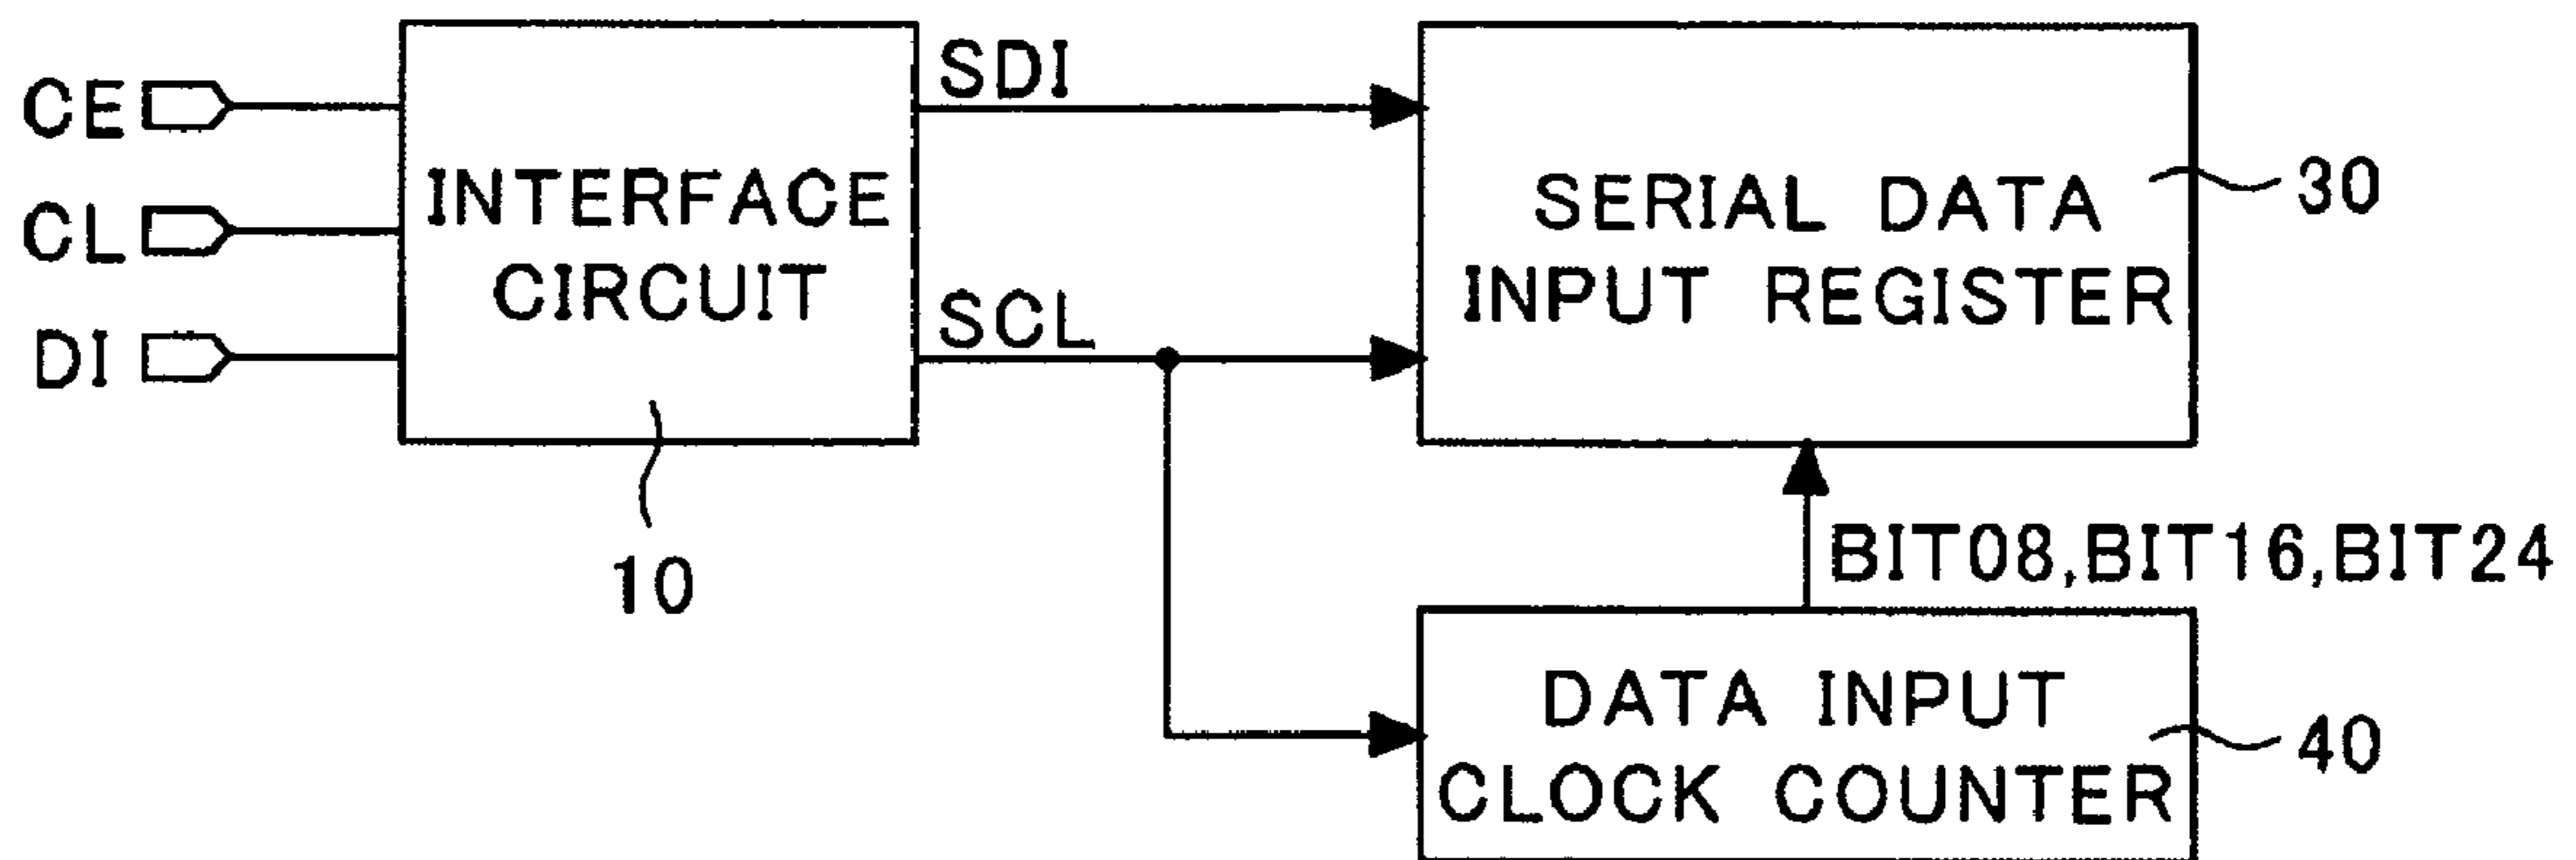 CE
CL
DI
INTERFACE
CIRCUIT
10
SDI
SCL
SERIAL DATA
INPUT REGISTER
30
BIT08,BIT16,BIT24
DATA INPUT
CLOCK COUNTER
40